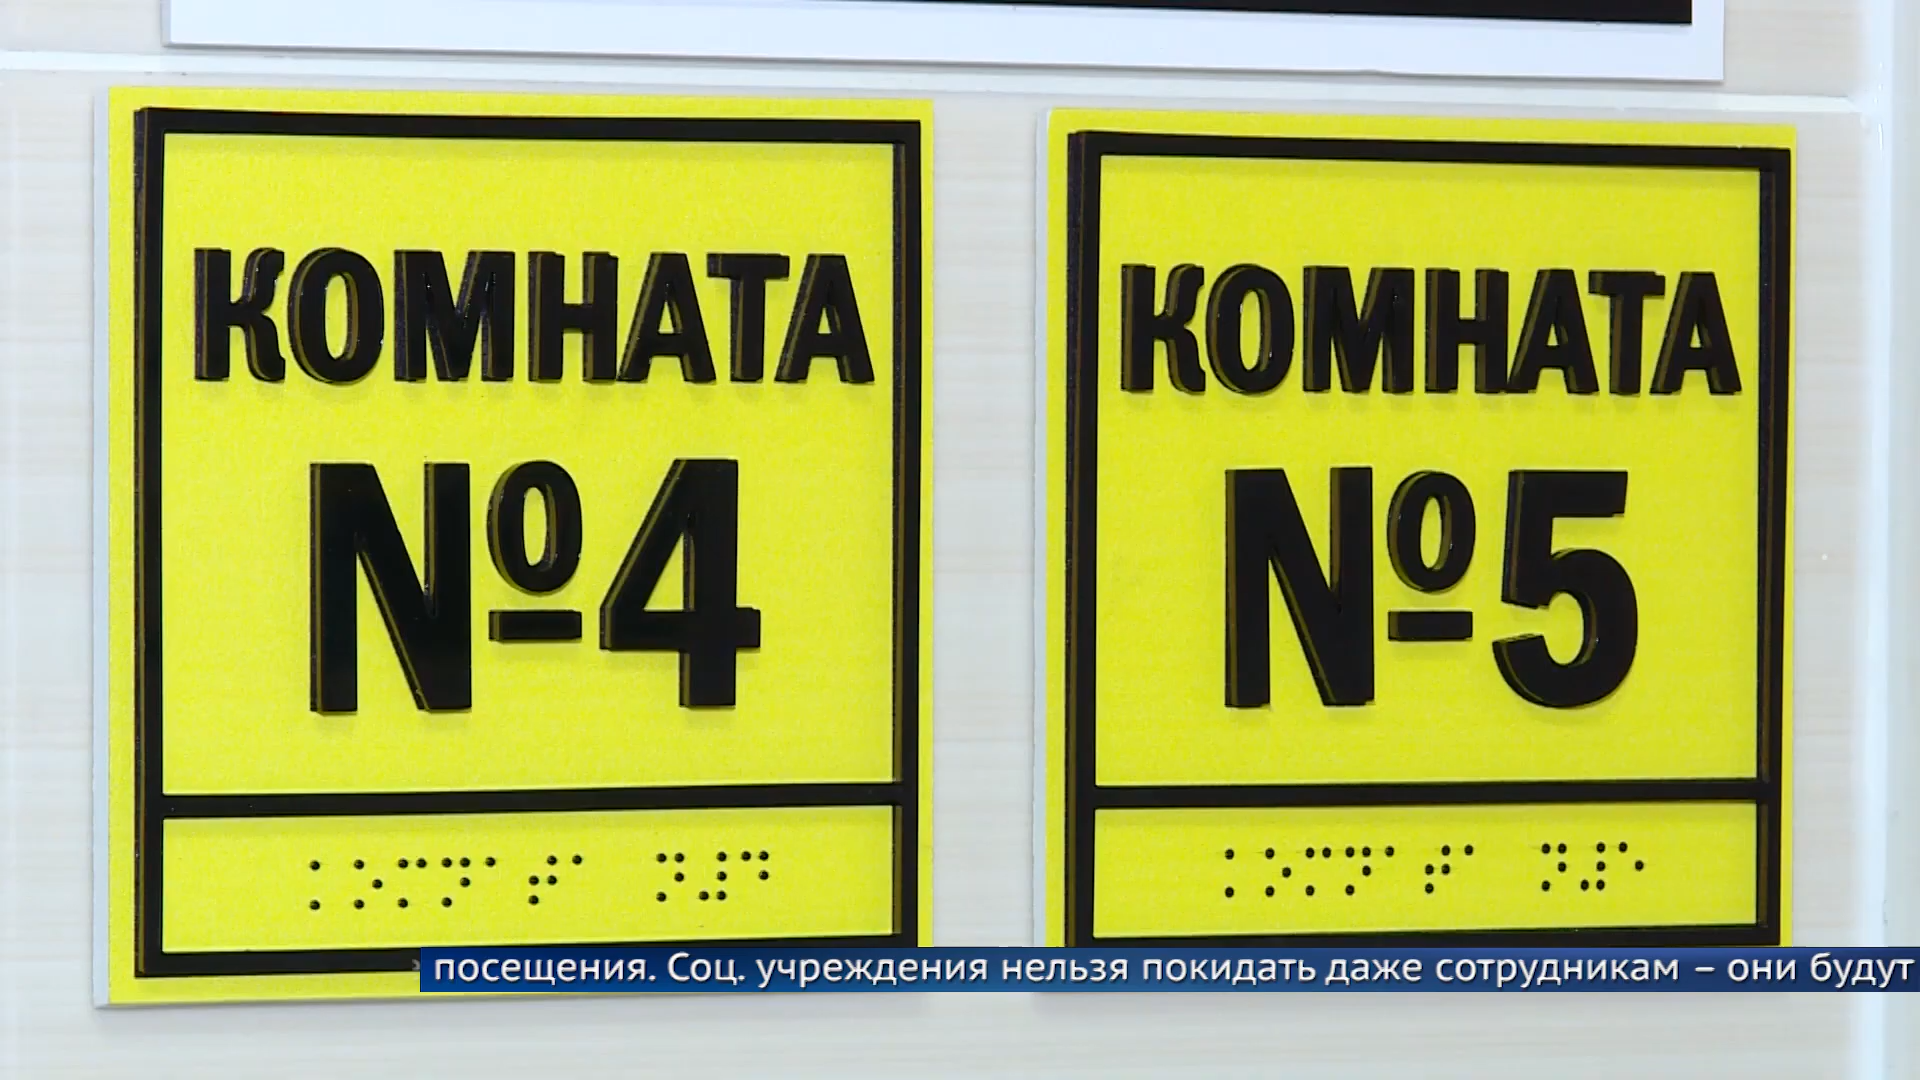 КОМНАТА
№4
⠅⠕⠍⠝⠁⠞⠁ ⠝⠼⠙
КОМНАТА
№5
⠅⠕⠍⠝⠁⠞⠁ ⠝⠼⠑
посещения. Соц. учреждения нельзя покидать даже сотрудникам – они будут